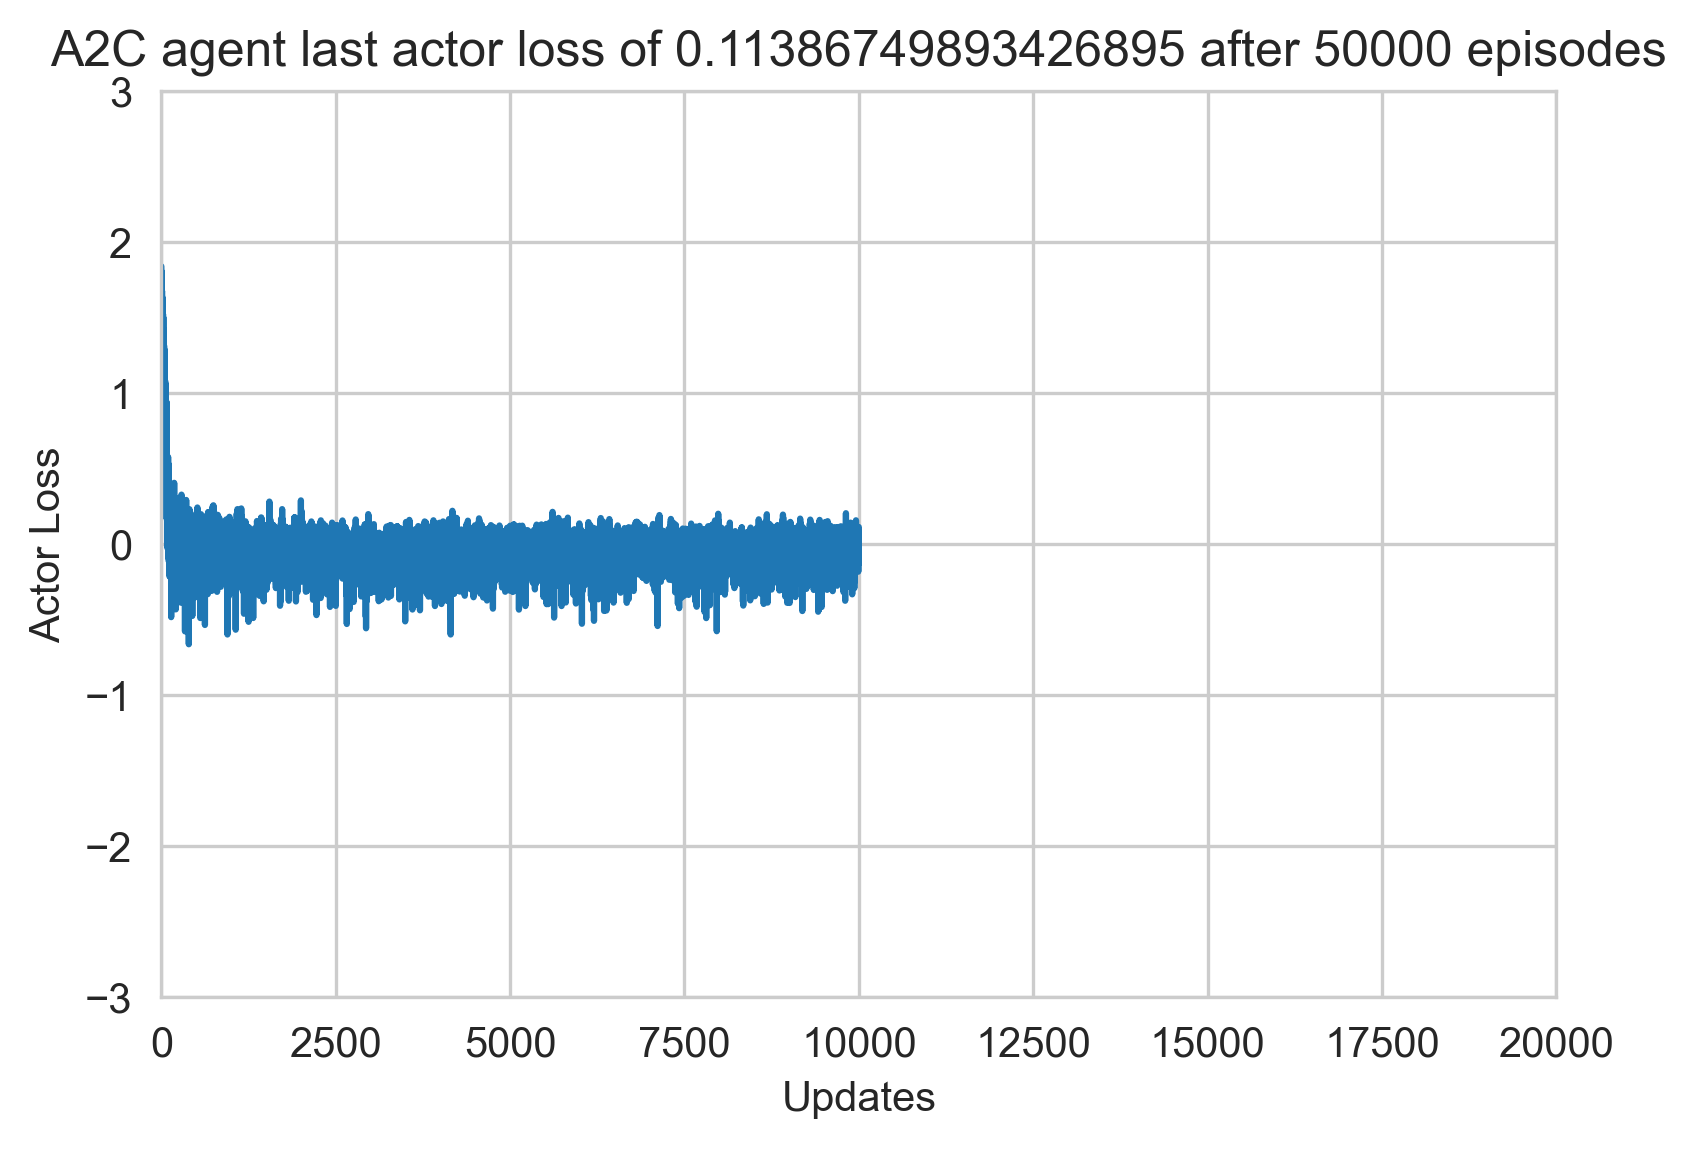 A2C agent last actor loss of 0.11386749893426895 after 50000 episodes
3
2
1
0
−1
−2
−3
Actor Loss
0 2500 5000 7500 10000 12500 15000 17500 20000
Updates